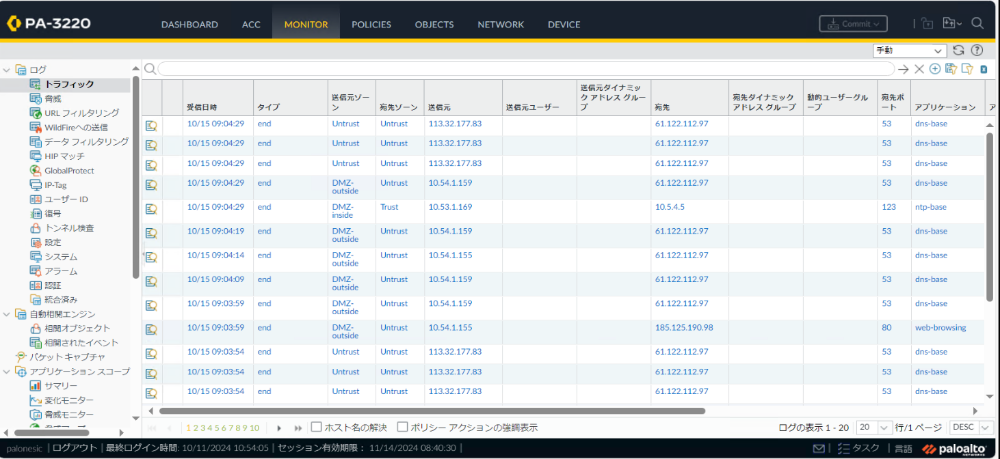 PA-3220
DASHBOARD ACC MONITOR POLICIES OBJECTS NETWORK DEVICE Commit
手動
ログ
トラフィック
脅威
URL フィルタリング
WildFireへの送信
データ フィルタリング
HIP マッチ
GlobalProtect
IP-Tag
ユーザー ID
復号
トンネル検査
設定
システム
アラーム
認証
統合済み
自動相関エンジン
相関オブジェクト
相関されたイベント
パケット キャプチャ
アプリケーション スコープ
サマリー
変化モニター
脅威モニター
受信日時 タイプ 送信元ゾーン 宛先ゾーン 送信元 送信元ユーザー 送信元ダイナミック アドレス グループ 宛先 宛先ダイナミック アドレス グループ 動的ユーザーグループ 宛先ポート アプリケーション ア
10/15 09:04:29 end Untrust Untrust 113.32.177.83 61.122.112.97 53 dns-base
10/15 09:04:29 end Untrust Untrust 113.32.177.83 61.122.112.97 53 dns-base
10/15 09:04:29 end Untrust Untrust 113.32.177.83 61.122.112.97 53 dns-base
10/15 09:04:29 end DMZ-outside Untrust 10.54.1.159 61.122.112.97 53 dns-base
10/15 09:04:29 end DMZ-inside Trust 10.53.1.169 10.5.4.5 123 ntp-base
10/15 09:04:19 end DMZ-outside Untrust 10.54.1.159 61.122.112.97 53 dns-base
10/15 09:04:14 end DMZ-outside Untrust 10.54.1.155 61.122.112.97 53 dns-base
10/15 09:04:09 end DMZ-outside Untrust 10.54.1.159 61.122.112.97 53 dns-base
10/15 09:03:59 end DMZ-outside Untrust 10.54.1.159 61.122.112.97 53 dns-base
10/15 09:03:59 end DMZ-outside Untrust 10.54.1.155 185.125.190.98 80 web-browsing
10/15 09:03:54 end Untrust Untrust 113.32.177.83 61.122.112.97 53 dns-base
10/15 09:03:54 end Untrust Untrust 113.32.177.83 61.122.112.97 53 dns-base
10/15 09:03:54 end Untrust Untrust 113.32.177.83 61.122.112.97 53 dns-base
1 2 3 4 5 6 7 8 9 10 ホスト名の解決 ポリシー アクションの強調表示 ログの表示 1 - 20 20 行/1 ページ DESC
palonesic | ログアウト | 最終ログイン時間: 10/11/2024 10:54:05 | セッション有効期限： 11/14/2024 08:40:30 | タスク | 言語 paloalto NETWORKS